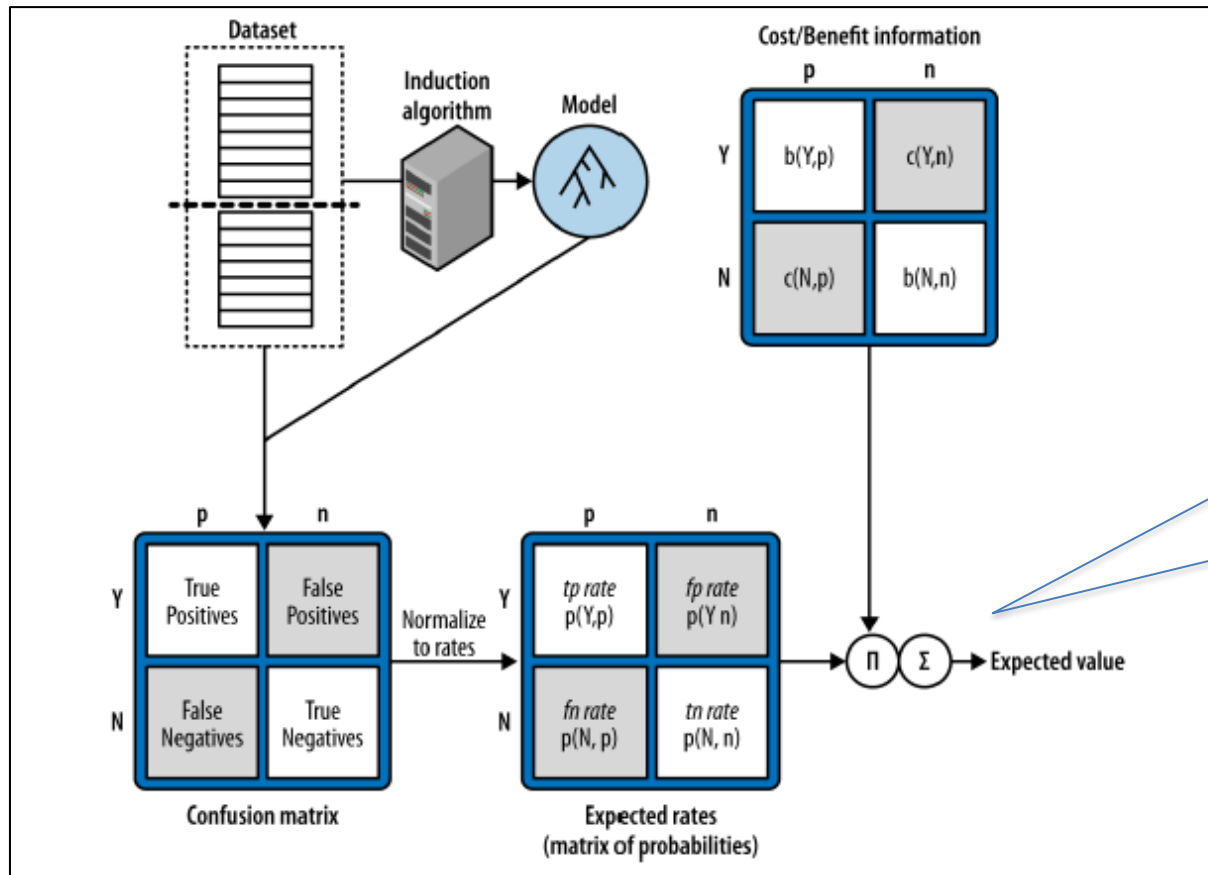 Dataset
Induction
algorithm
Model
Cost/Benefit information
p n
Y b(Y,p) c(Y,n)
N c(N,p) b(N,n)
p n
Y True
Positives
False
Positives
N False
Negatives
True
Negatives
Confusion matrix
Normalize
to rates
p n
Y tp rate
p(Y,p)
fp rate
p(Y n)
N fn rate
p(N, p)
tn rate
p(N, n)
Expected rates
(matrix of probabilities)
Π Σ Expected value